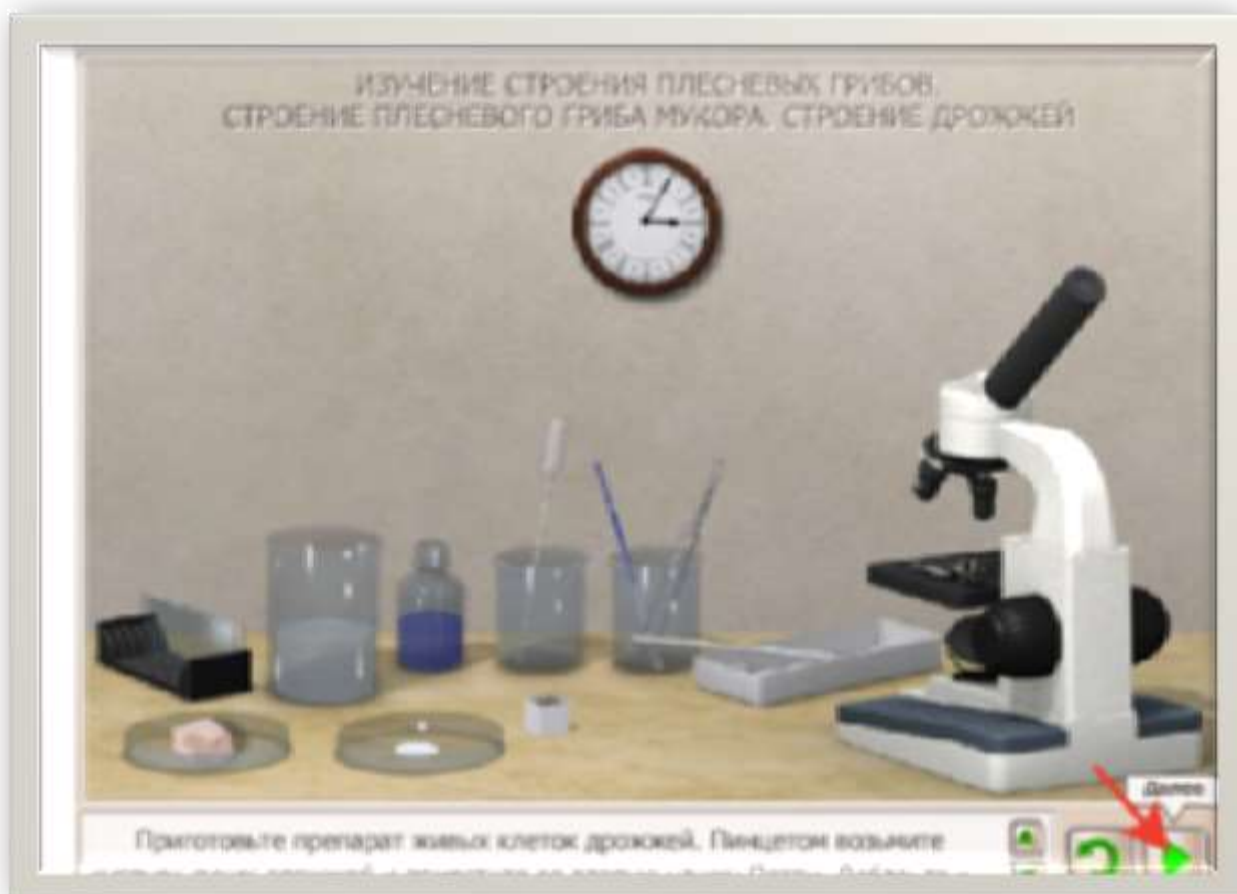 ИЗУЧЕНИЕ СТРОЕНИЯ ПЛЕСНЕВЫХ ГРИБОВ.
СТРОЕНИЕ ПЛЕСНЕВОГО ГРИБА МУКОРА. СТРОЕНИЕ ДРОЖЖЕЙ
Далее
Приготовьте препарат живых клеток дрожжей. Пинцетом возьмите